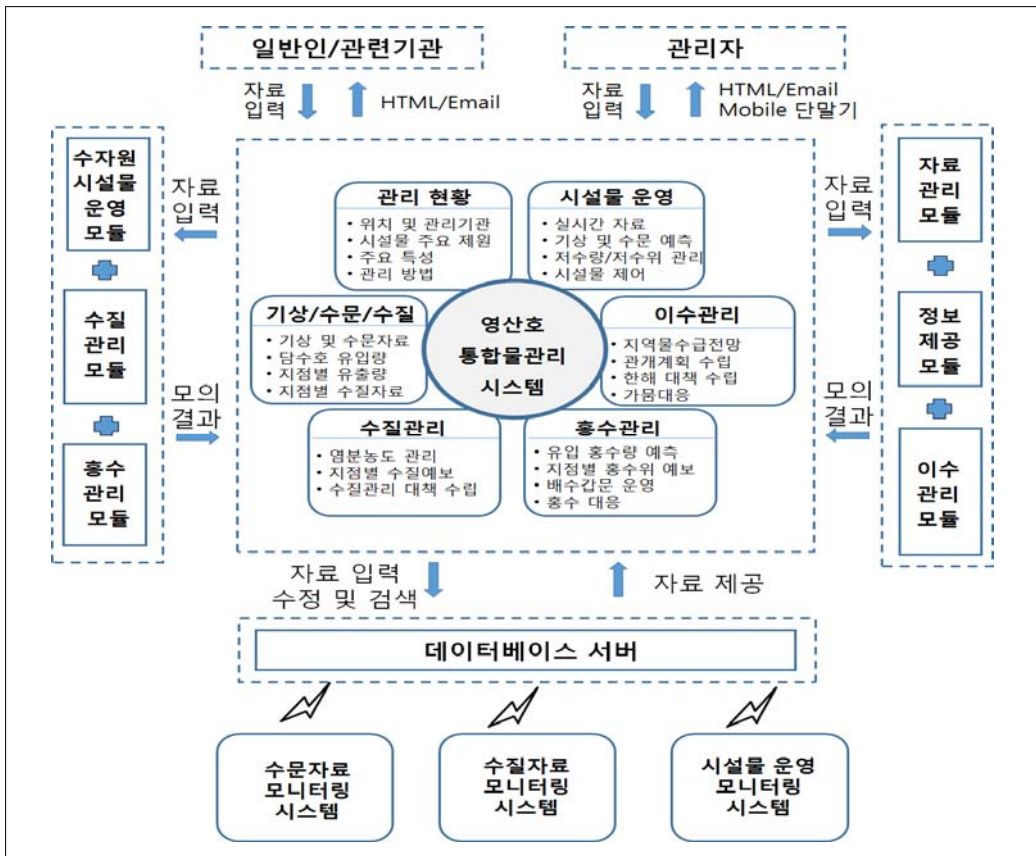 일반인/관련기관
관리자
자료
입력
HTML/Email
자료
입력
HTML/Email
Mobile 단말기
수자원
시설물
운영
모듈
수질
관리
모듈
홍수
관리
모듈
자료
입력
모의
결과
관리 현황
• 위치 및 관리기관
• 시설물 주요 제원
• 주요 특성
• 관리 방법
시설물 운영
• 실시간 자료
• 기상 및 수문 예측
• 저수량/저수위 관리
• 시설물 제어
기상/수문/수질
• 기상 및 수문자료
• 담수호 유입량
• 지점별 유출량
• 지점별 수질자료
영산호
통합물관리
시스템
이수관리
• 지역물수급전망
• 관개계획 수립
• 한해 대책 수립
• 가뭄대응
수질관리
• 염분농도 관리
• 지점별 수질예보
• 수질관리 대책 수립
홍수관리
• 유입 홍수량 예측
• 지점별 홍수위 예보
• 배수갑문 운영
• 홍수 대응
자료
입력
모의
결과
자료
관리
모듈
정보
제공
모듈
이수
관리
모듈
자료 입력
수정 및 검색
자료 제공
데이터베이스 서버
수문자료
모니터링
시스템
수질자료
모니터링
시스템
시설물 운영
모니터링
시스템